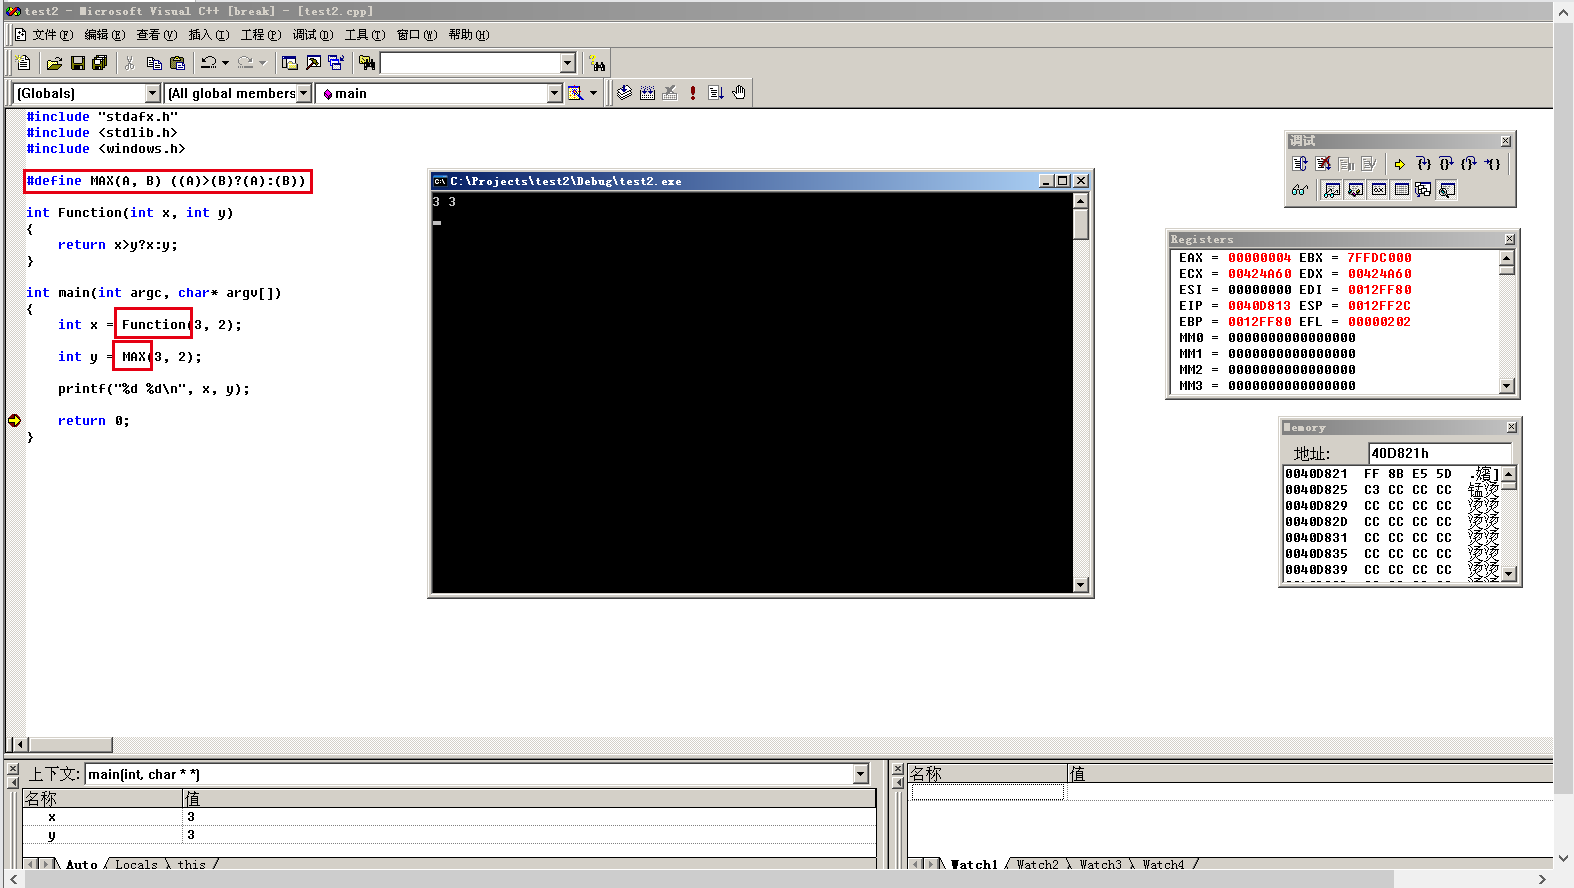 test2 - Microsoft Visual C++ [break] - [test2.cpp]
文件(F) 编辑(E) 查看(V) 插入(I) 工程(P) 调试(D) 工具(T) 窗口(W) 帮助(H)
(Globals) (All global members main
#include "stdafx.h"
#include <stdlib.h>
#include <windows.h>
#define MAX(A, B) ((A)>(B)?(A):(B))
int Function(int x, int y)
{
return x>y?x:y;
}
int main(int argc, char* argv[])
{
int x = Function(3, 2);
int y = MAX(3, 2);
printf("%d %d\n", x, y);
return 0;
}
C:\Projects\test2\Debug\test2.exe
3 3
调试
Registers
EAX = 00000004 EBX = 7FFDC000
ECX = 00424A60 EDX = 00424A60
ESI = 00000000 EDI = 0012FF80
EIP = 0040D813 ESP = 0012FF2C
EBP = 0012FF80 EFL = 00000202
MM0 = 0000000000000000
MM1 = 0000000000000000
MM2 = 0000000000000000
MM3 = 0000000000000000
Memory
地址: 40D821h
0040D821 FF 8B E5 5D
0040D825 C3 CC CC CC 锰烫
0040D829 CC CC CC CC 烫烫
0040D82D CC CC CC CC 烫烫
0040D831 CC CC CC CC 烫烫
0040D835 CC CC CC CC 烫烫
0040D839 CC CC CC CC 烫烫
上下文: main(int, char * *)
名称 值
x 3
y 3
Auto Locals this
名称 值
Watch1 Watch2 Watch3 Watch4